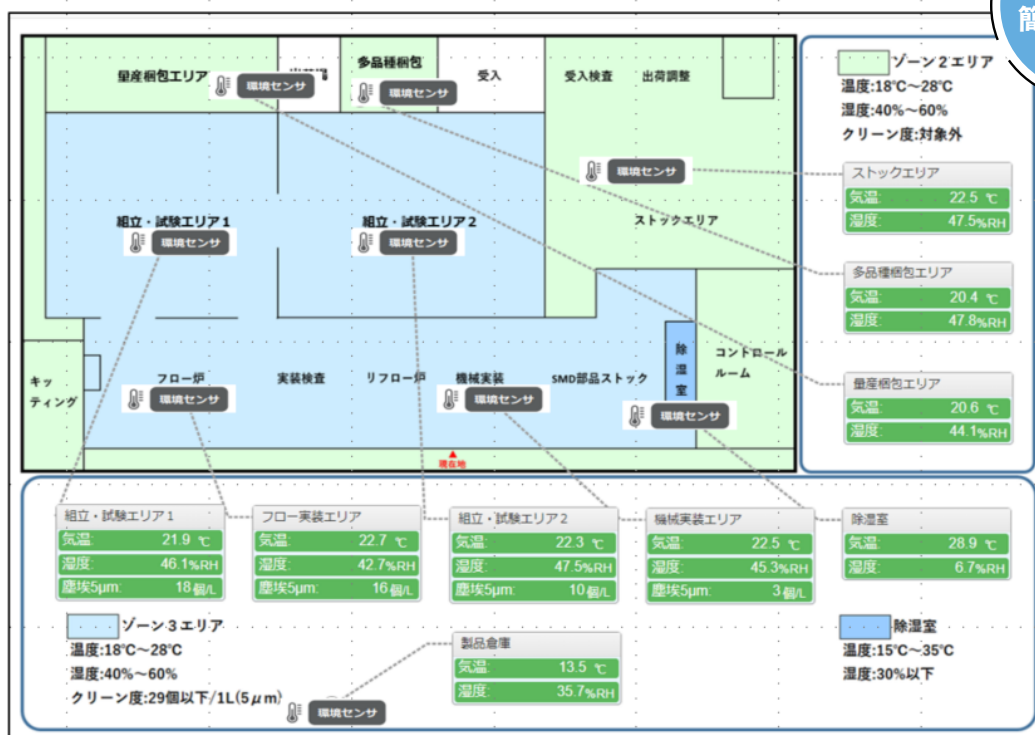 簡
量産梱包エリア
環境センサ
多品種梱包
環境センサ
受入
受入検査
出荷調整
環境センサ
ストックエリア
組立・試験エリア1
環境センサ
組立・試験エリア2
環境センサ
キッ
ティング
フロー炉
環境センサ
実装検査
リフロー炉
機械実装
環境センサ
SMD部品ストック
除
湿
室
環境センサ
コントロール
ルーム
▲
現在地
ゾーン2エリア
温度:18℃～28℃
湿度:40%～60%
クリーン度:対象外
ストックエリア
気温: 22.5 ℃
湿度: 47.5%RH
多品種梱包エリア
気温: 20.4 ℃
湿度: 47.8%RH
量産梱包エリア
気温: 20.6 ℃
湿度: 44.1%RH
組立・試験エリア1
気温: 21.9 ℃
湿度: 46.1%RH
塵埃5μm: 18個/L
フロー実装エリア
気温: 22.7 ℃
湿度: 42.7%RH
塵埃5μm: 16個/L
組立・試験エリア2
気温: 22.3 ℃
湿度: 47.5%RH
塵埃5μm: 10個/L
機械実装エリア
気温: 22.5 ℃
湿度: 45.3%RH
塵埃5μm: 3個/L
除湿室
気温: 28.9 ℃
湿度: 6.7%RH
ゾーン3エリア
温度:18℃～28℃
湿度:40%～60%
クリーン度:29個以下/1L(5μm)
環境センサ
製品倉庫
気温: 13.5 ℃
湿度: 35.7%RH
除湿室
温度:15℃～35℃
湿度:30%以下